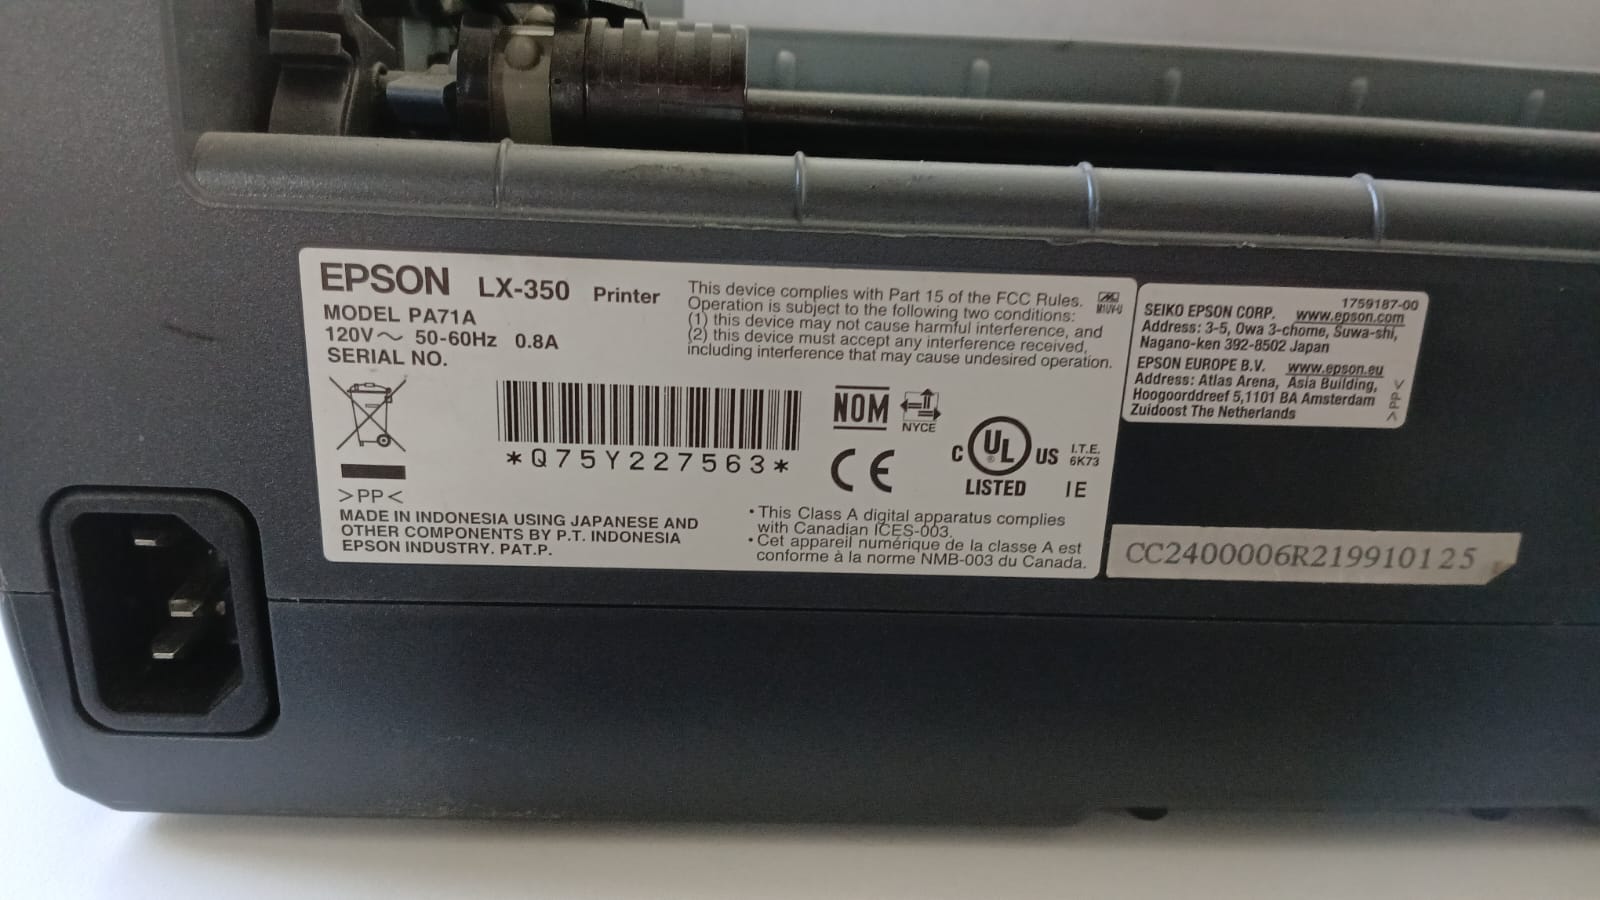 EPSON LX-350 Printer
MODEL PA71A
120V～ 50-60Hz 0.8A
SERIAL NO.
This device complies with Part 15 of the FCC Rules.
Operation is subject to the following two conditions:
(1) this device may not cause harmful interference, and
(2) this device must accept any interference received,
including interference that may cause undesired operation.
*Q75Y227563*
>PP<
MADE IN INDONESIA USING JAPANESE AND
OTHER COMPONENTS BY P.T. INDONESIA
EPSON INDUSTRY. PAT.P.
NOM
NYCE
CE
C UL ® US
LISTED
I.T.E.
6K73
IE
•This Class A digital apparatus complies
with Canadian ICES-003.
•Cet appareil numérique de la classe A est
conforme à la norme NMB-003 du Canada.
1759187-00
SEIKO EPSON CORP. www.epson.com
Address: 3-5, Owa 3-chome, Suwa-shi,
Nagano-ken 392-8502 Japan
EPSON EUROPE B.V. www.epson.eu
Address: Atlas Arena, Asia Building,
Hoogoorddreef 5,1101 BA Amsterdam
Zuidoost The Netherlands
>PP<
CC2400006R219910125